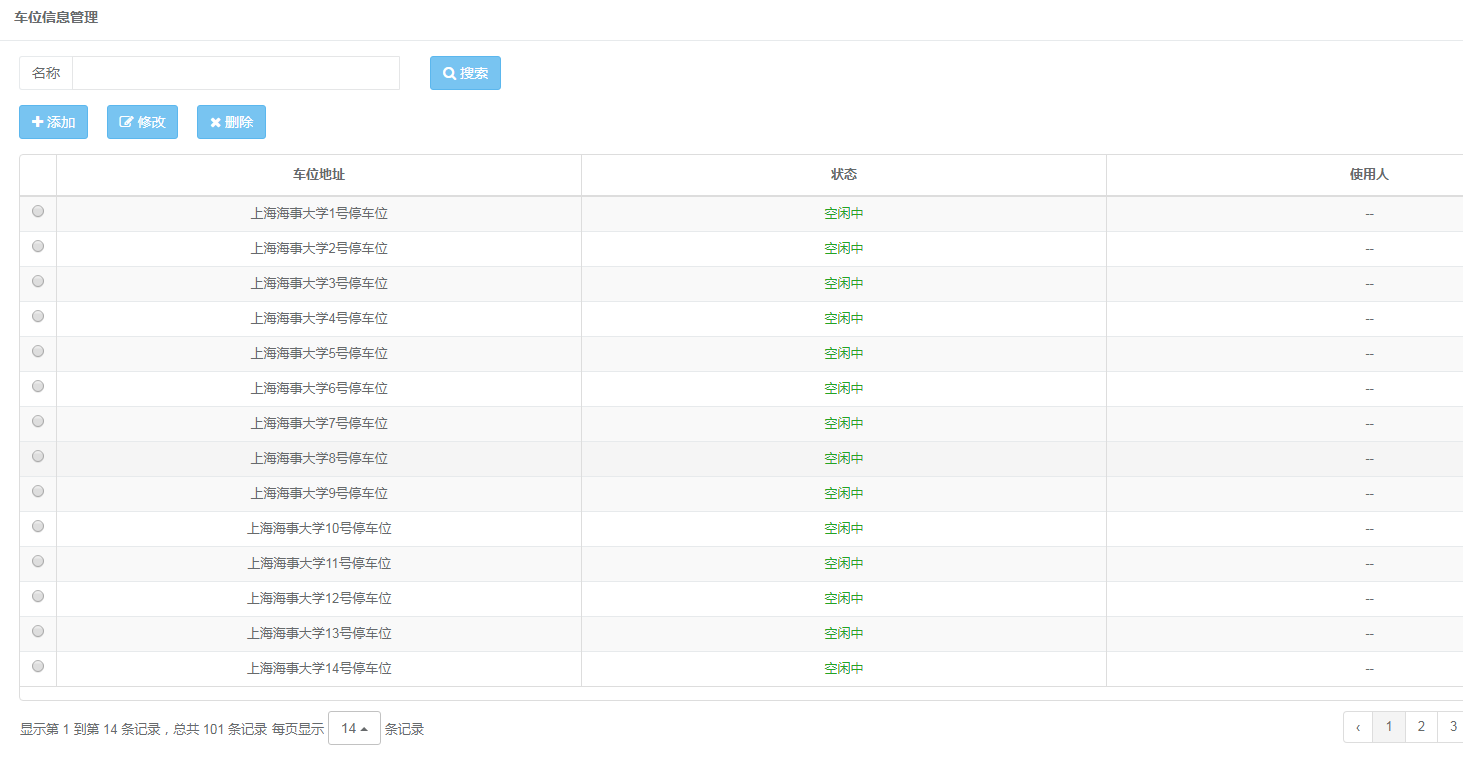 车位信息管理
名称 搜索
添加 修改 删除
车位地址 状态 使用人
上海海事大学1号停车位 空闲中 --
上海海事大学2号停车位 空闲中 --
上海海事大学3号停车位 空闲中 --
上海海事大学4号停车位 空闲中 --
上海海事大学5号停车位 空闲中 --
上海海事大学6号停车位 空闲中 --
上海海事大学7号停车位 空闲中 --
上海海事大学8号停车位 空闲中 --
上海海事大学9号停车位 空闲中 --
上海海事大学10号停车位 空闲中 --
上海海事大学11号停车位 空闲中 --
上海海事大学12号停车位 空闲中 --
上海海事大学13号停车位 空闲中 --
上海海事大学14号停车位 空闲中 --
显示第 1 到第 14 条记录，总共 101 条记录 每页显示 14 条记录 ‹ 1 2 3